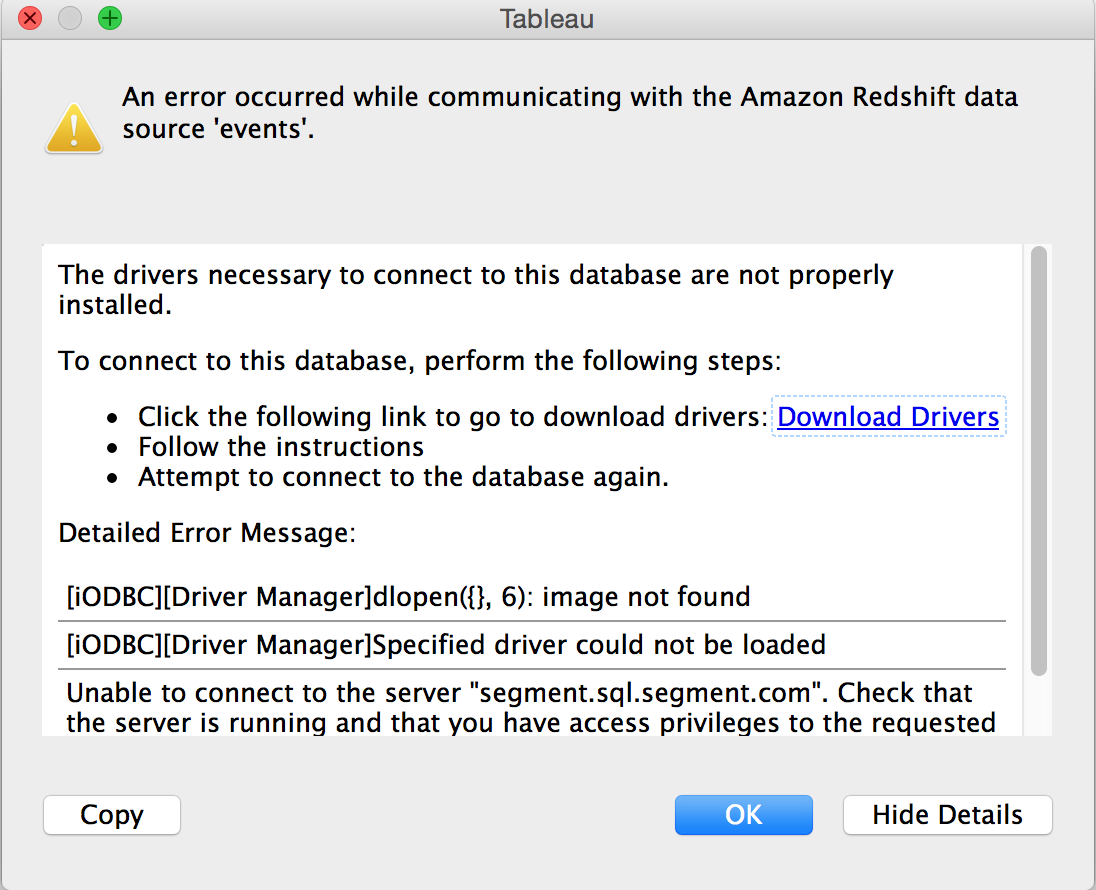 Tableau
An error occurred while communicating with the Amazon Redshift data
source 'events'.
The drivers necessary to connect to this database are not properly
installed.
To connect to this database, perform the following steps:
• Click the following link to go to download drivers: Download Drivers
• Follow the instructions
• Attempt to connect to the database again.
Detailed Error Message:
[iODBC][Driver Manager]dlopen({}, 6): image not found
[iODBC][Driver Manager]Specified driver could not be loaded
Unable to connect to the server "segment.sql.segment.com". Check that
the server is running and that you have access privileges to the requested
Copy
OK
Hide Details